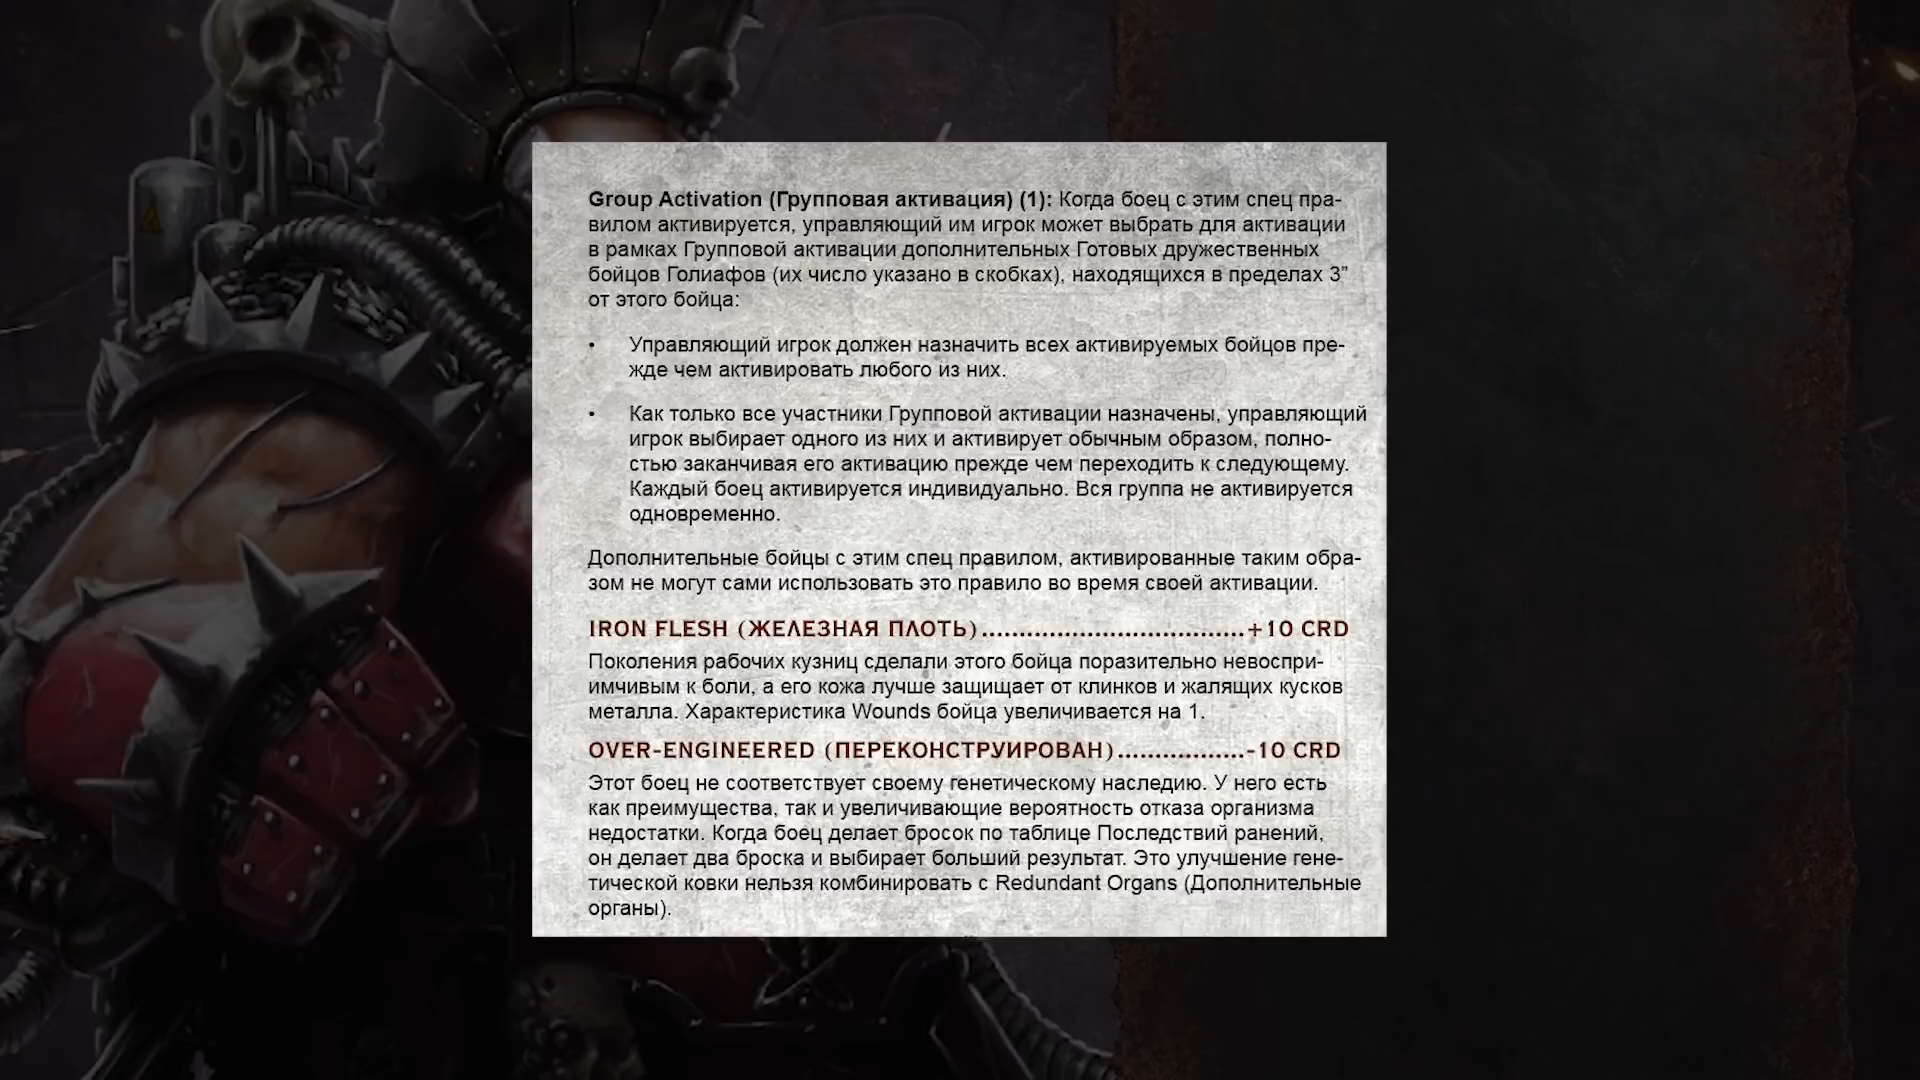 Group Activation (Групповая активация) (1): Когда боец с этим спец пра-
вилом активируется, управляющий им игрок может выбрать для активации
в рамках Групповой активации дополнительных Готовых дружественных
бойцов Голиафов (их число указано в скобках), находящихся в пределах 3”
от этого бойца:
• Управляющий игрок должен назначить всех активируемых бойцов пре-
жде чем активировать любого из них.
• Как только все участники Групповой активации назначены, управляющий
игрок выбирает одного из них и активирует обычным образом, полно-
стью заканчивая его активацию прежде чем переходить к следующему.
Каждый боец активируется индивидуально. Вся группа не активируется
одновременно.
Дополнительные бойцы с этим спец правилом, активированные таким обра-
зом не могут сами использовать это правило во время своей активации.
IRON FLESH (ЖЕЛЕЗНАЯ ПЛОТЬ)...................................+10 CRD
Поколения рабочих кузниц сделали этого бойца поразительно невоспри-
имчивым к боли, а его кожа лучше защищает от клинков и жалящих кусков
металла. Характеристика Wounds бойца увеличивается на 1.
OVER-ENGINEERED (ПЕРЕКОНСТРУИРОВАН).................-10 CRD
Этот боец не соответствует своему генетическому наследию. У него есть
как преимущества, так и увеличивающие вероятность отказа организма
недостатки. Когда боец делает бросок по таблице Последствий ранений,
он делает два броска и выбирает больший результат. Это улучшение гене-
тической ковки нельзя комбинировать с Redundant Organs (Дополнительные
органы).